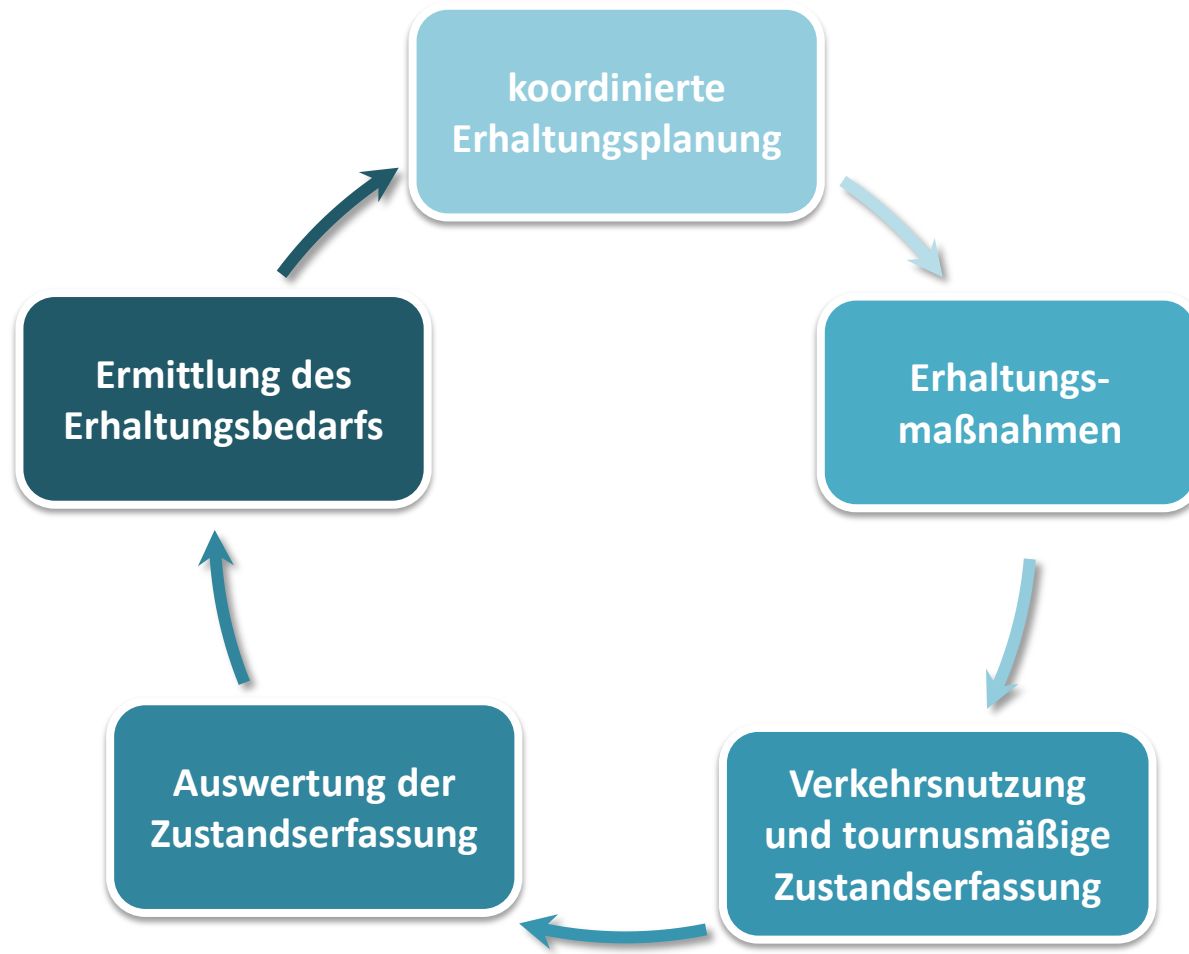 koordinierte
Erhaltungsplanung
Erhaltungs-
maßnahmen
Verkehrsnutzung
und tournusmäßige
Zustandserfassung
Auswertung der
Zustandserfassung
Ermittlung des
Erhaltungsbedarfs